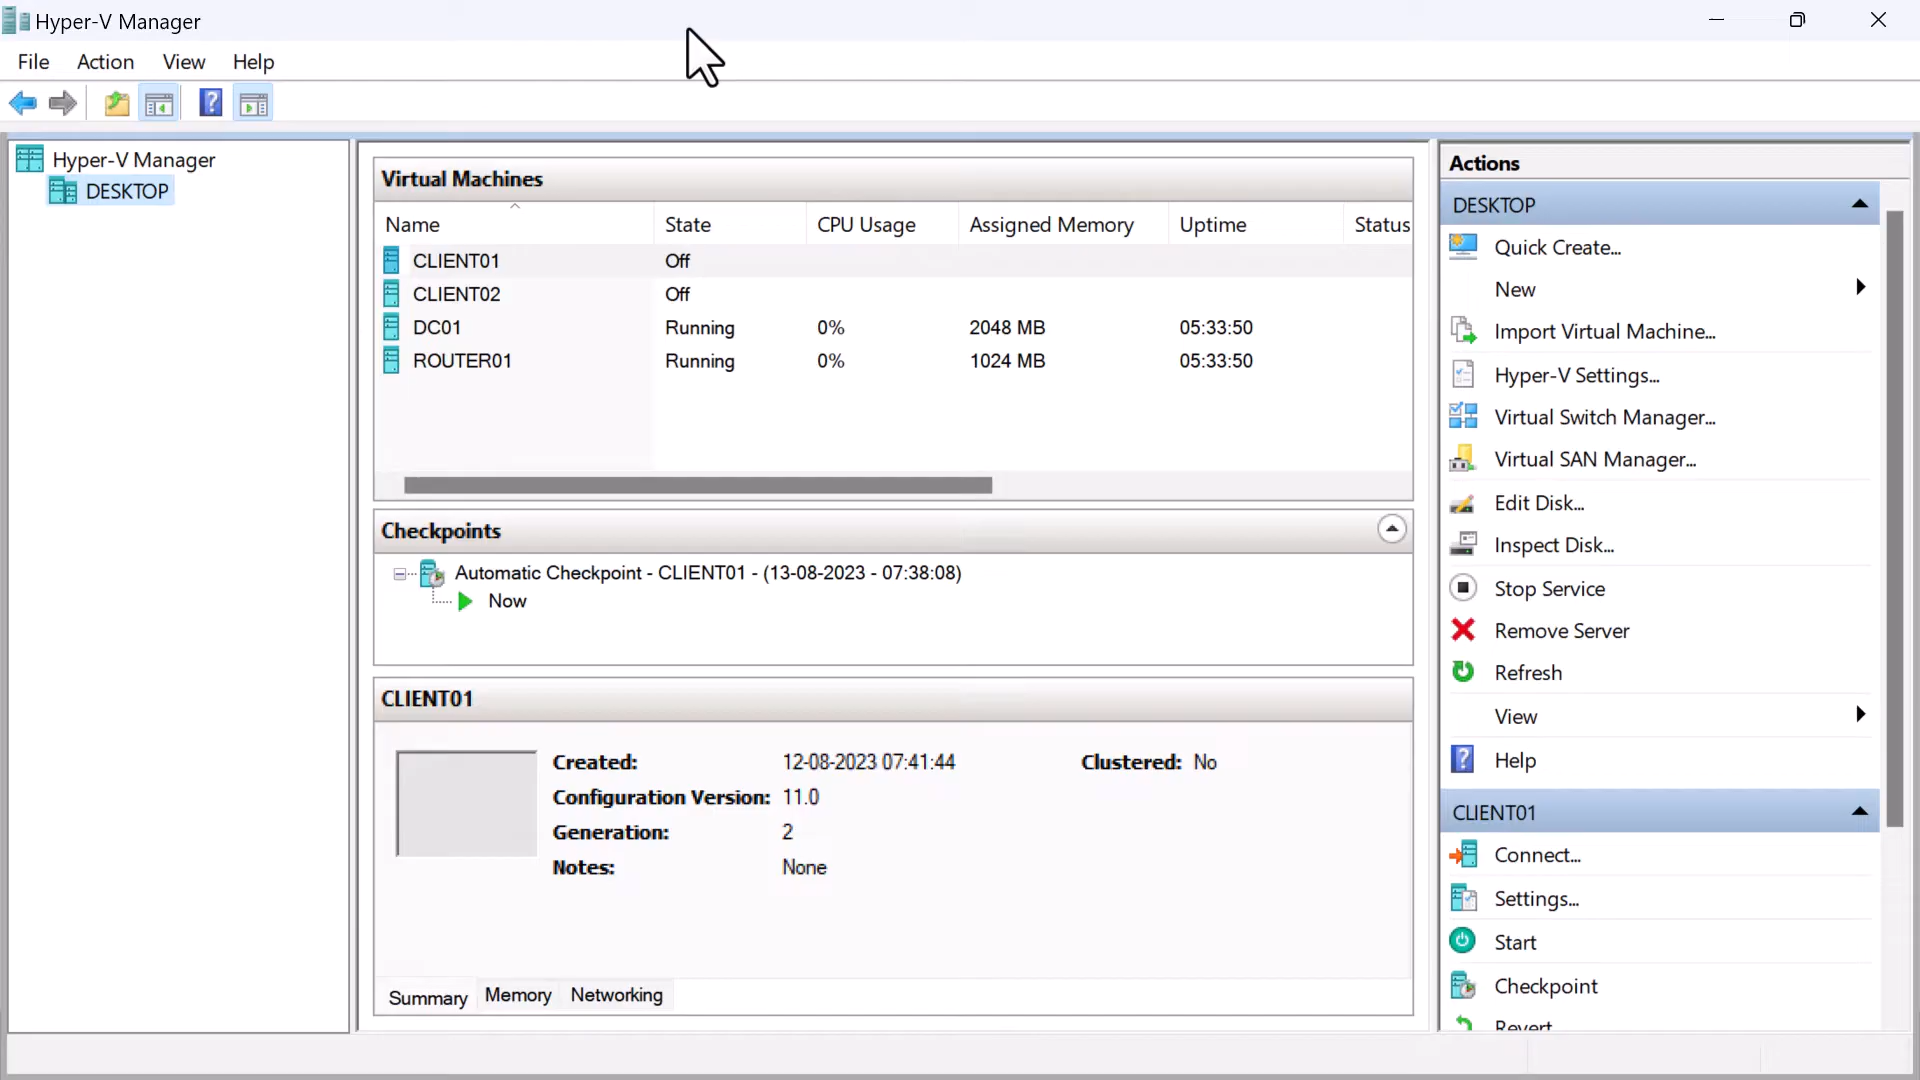 Hyper-V Manager
File Action View Help
Hyper-V Manager
DESKTOP
Virtual Machines
Name State CPU Usage Assigned Memory Uptime Status
CLIENT01 Off
CLIENT02 Off
DC01 Running 0% 2048 MB 05:33:50
ROUTER01 Running 0% 1024 MB 05:33:50
Checkpoints
Automatic Checkpoint - CLIENT01 - (13-08-2023 - 07:38:08)
Now
CLIENT01
Created: 12-08-2023 07:41:44 Clustered: No
Configuration Version: 11.0
Generation: 2
Notes: None
Summary Memory Networking
Actions
DESKTOP
Quick Create...
New
Import Virtual Machine...
Hyper-V Settings...
Virtual Switch Manager...
Virtual SAN Manager...
Edit Disk...
Inspect Disk...
Stop Service
Remove Server
Refresh
View
Help
CLIENT01
Connect...
Settings...
Start
Checkpoint
Revert...